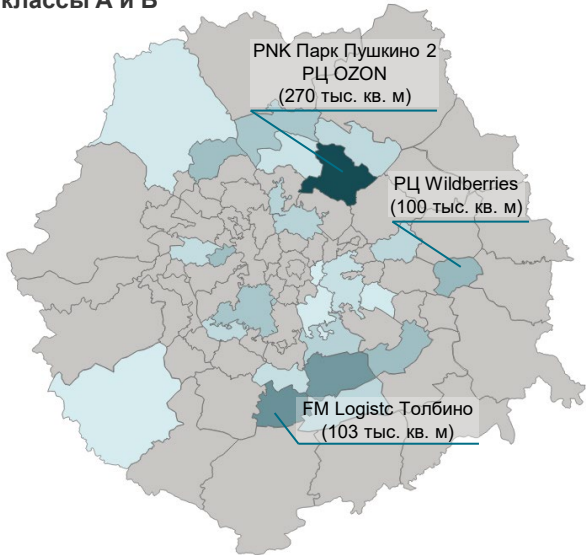 классы А и В
PNK Парк Пушкино 2
РЦ OZON
(270 тыс. кв. м)
РЦ Wildberries
(100 тыс. кв. м)
FM Logistc Толбино
(103 тыс. кв. м)